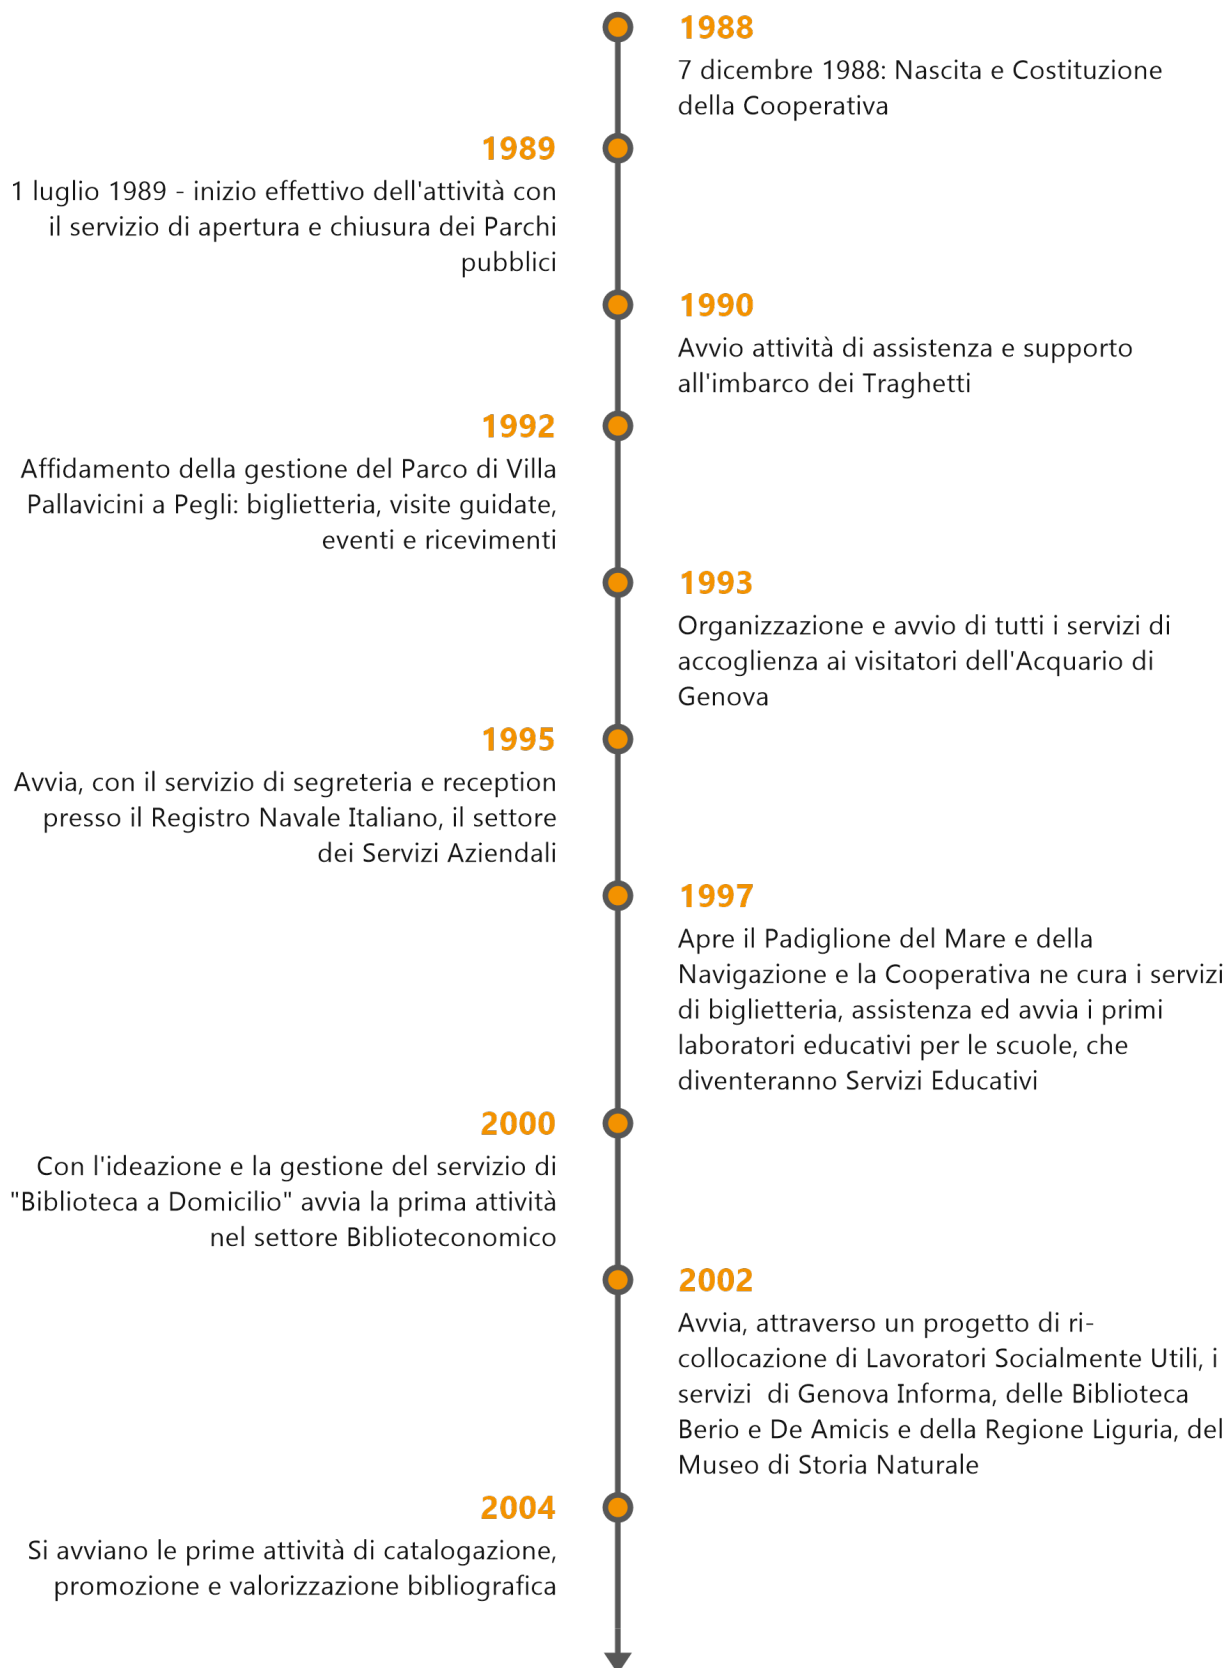 1988
7 dicembre 1988: Nascita e Costituzione
della Cooperativa
1989
1 luglio 1989 - inizio effettivo dell'attività con
il servizio di apertura e chiusura dei Parchi
pubblici
1990
Avvio attività di assistenza e supporto
all'imbarco dei Traghetti
1992
Affidamento della gestione del Parco di Villa
Pallavicini a Pegli: biglietteria, visite guidate,
eventi e ricevimenti
1993
Organizzazione e avvio di tutti i servizi di
accoglienza ai visitatori dell'Acquario di
Genova
1995
Avvia, con il servizio di segreteria e reception
presso il Registro Navale Italiano, il settore
dei Servizi Aziendali
1997
Apre il Padiglione del Mare e della
Navigazione e la Cooperativa ne cura i servizi
di biglietteria, assistenza ed avvia i primi
laboratori educativi per le scuole, che
diventeranno Servizi Educativi
2000
Con l'ideazione e la gestione del servizio di
"Biblioteca a Domicilio" avvia la prima attività
nel settore Biblioteconomico
2002
Avvia, attraverso un progetto di ri-
collocazione di Lavoratori Socialmente Utili, i
servizi  di Genova Informa, delle Biblioteca
Berio e De Amicis e della Regione Liguria, del
Museo di Storia Naturale
2004
Si avviano le prime attività di catalogazione,
promozione e valorizzazione bibliografica